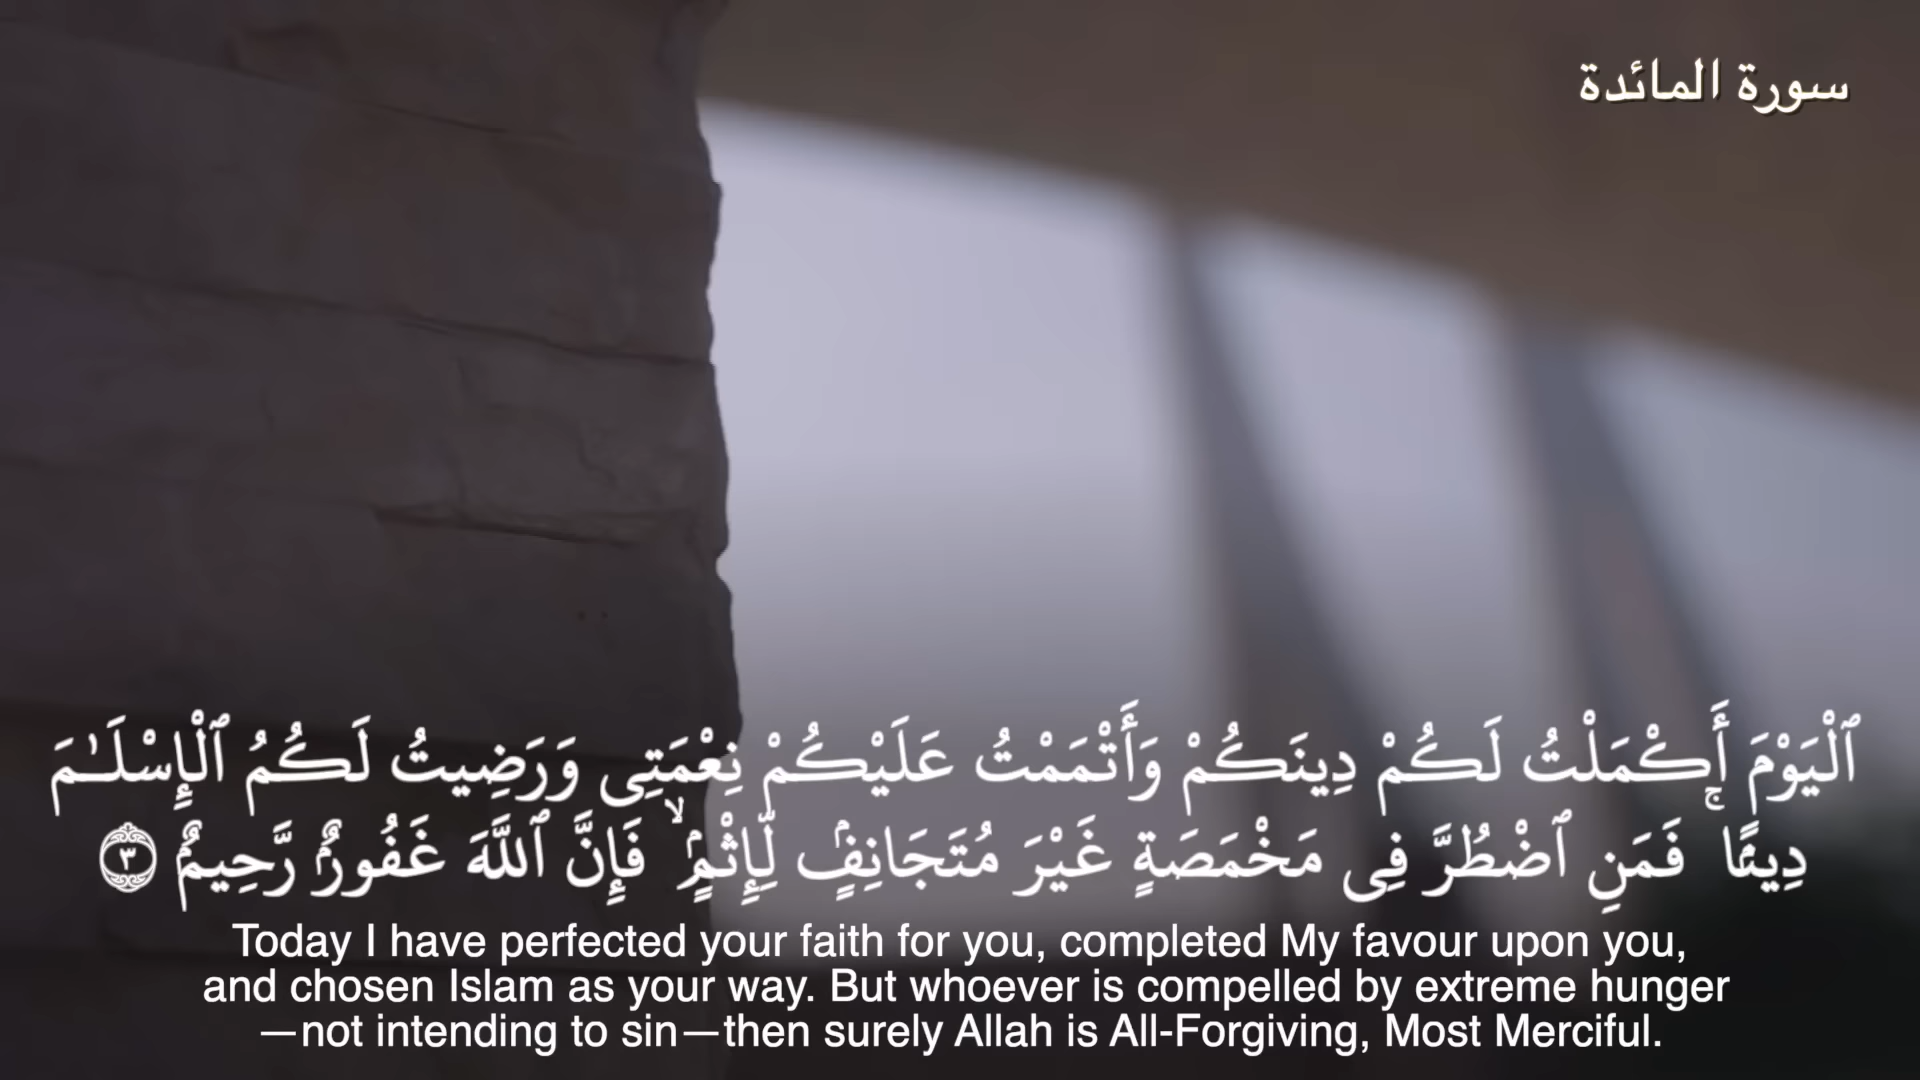 سورة المائدة
ٱلْيَوْمَ أَكْمَلْتُ لَكُمْ دِينَكُمْ وَأَتْمَمْتُ عَلَيْكُمْ نِعْمَتِى وَرَضِيتُ لَكُمُ ٱلْإِسْلَـٰمَ
دِينًۭا ۚ فَمَنِ ٱضْطُرَّ فِى مَخْمَصَةٍ غَيْرَ مُتَجَانِفٍۢ لِّإِثْمٍۢ ۙ فَإِنَّ ٱللَّهَ غَفُورٌۭ رَّحِيمٌۭ ٣
Today I have perfected your faith for you, completed My favour upon you,
and chosen Islam as your way. But whoever is compelled by extreme hunger
—not intending to sin—then surely Allah is All-Forgiving, Most Merciful.